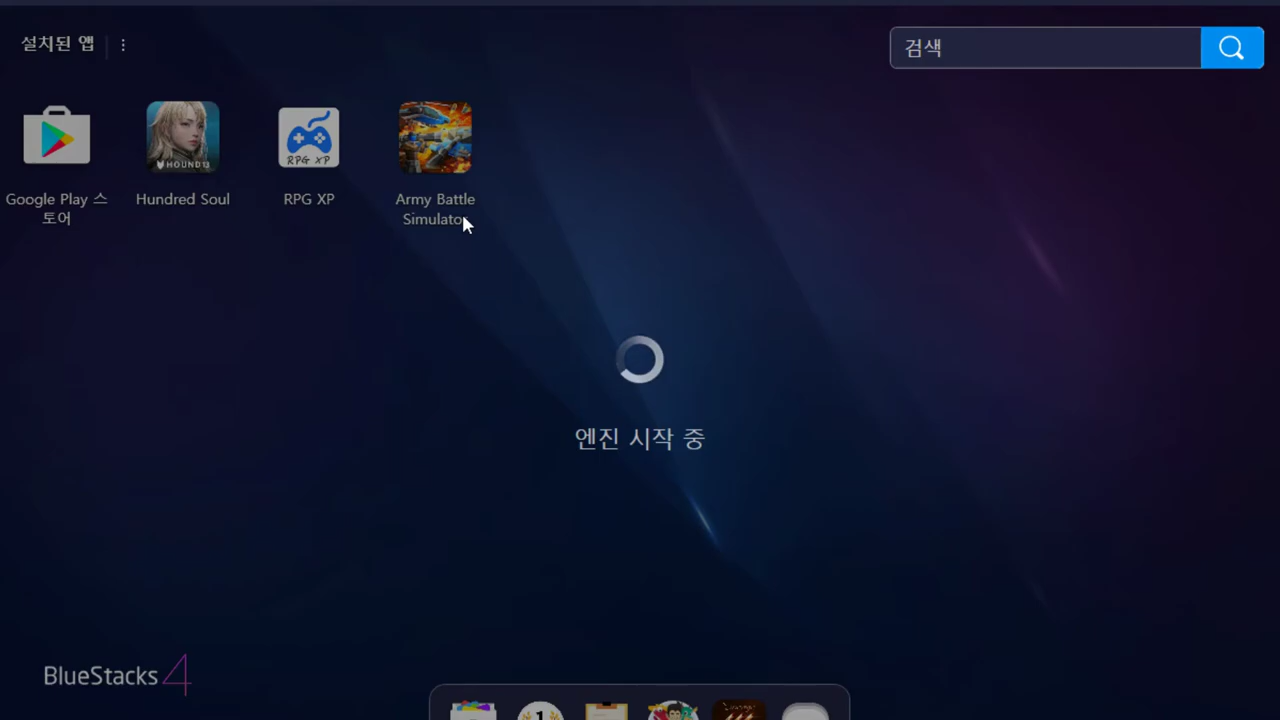 설치된 앱
검색
HOUND13
RPG XP
Google Play 스
토어
Hundred Soul
RPG XP
Army Battle
Simulator
엔진 시작 중
BlueStacks 4
1